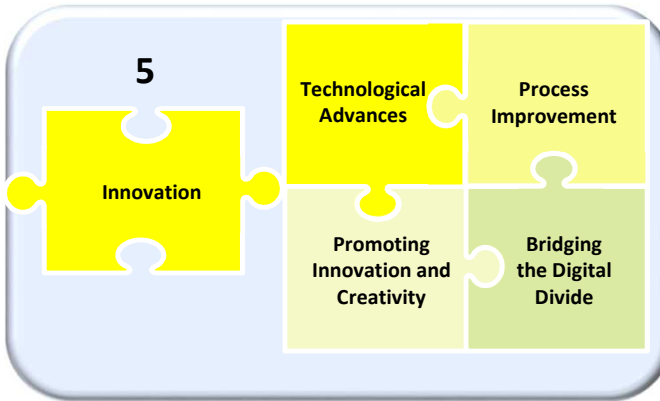 5
Innovation
Technological
Advances
Process
Improvement
Promoting
Innovation and
Creativity
Bridging
the Digital
Divide